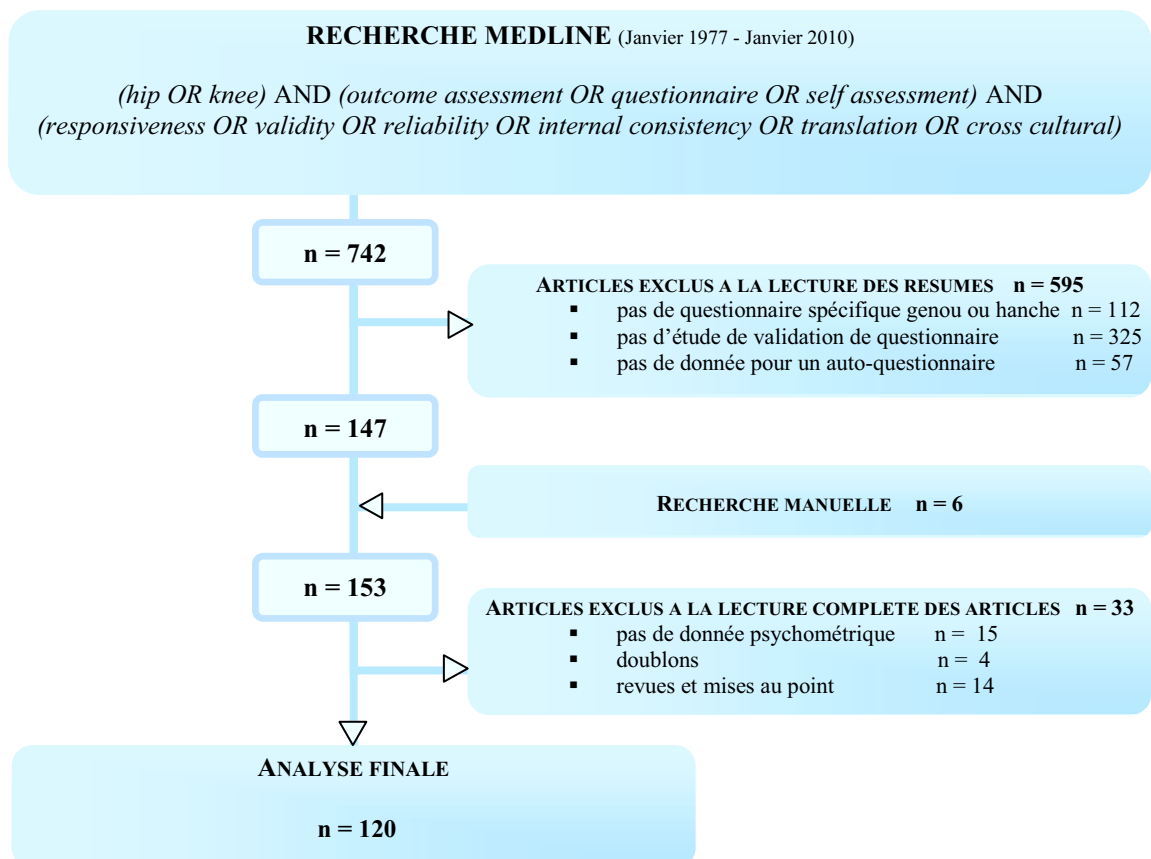 RECHERCHE MEDLINE (Janvier 1977 - Janvier 2010)
(hip OR knee) AND (outcome assessment OR questionnaire OR self assessment) AND
(responsiveness OR validity OR reliability OR internal consistency OR translation OR cross cultural)
n = 742
ARTICLES EXCLUS A LA LECTURE DES RESUMES n = 595
▪ pas de questionnaire spécifique genou ou hanche n = 112
▪ pas d’étude de validation de questionnaire n = 325
▪ pas de donnée pour un auto-questionnaire n = 57
n = 147
RECHERCHE MANUELLE n = 6
n = 153
ARTICLES EXCLUS A LA LECTURE COMPLETE DES ARTICLES n = 33
▪ pas de donnée psychométrique n = 15
▪ doublons n = 4
▪ revues et mises au point n = 14
ANALYSE FINALE
n = 120